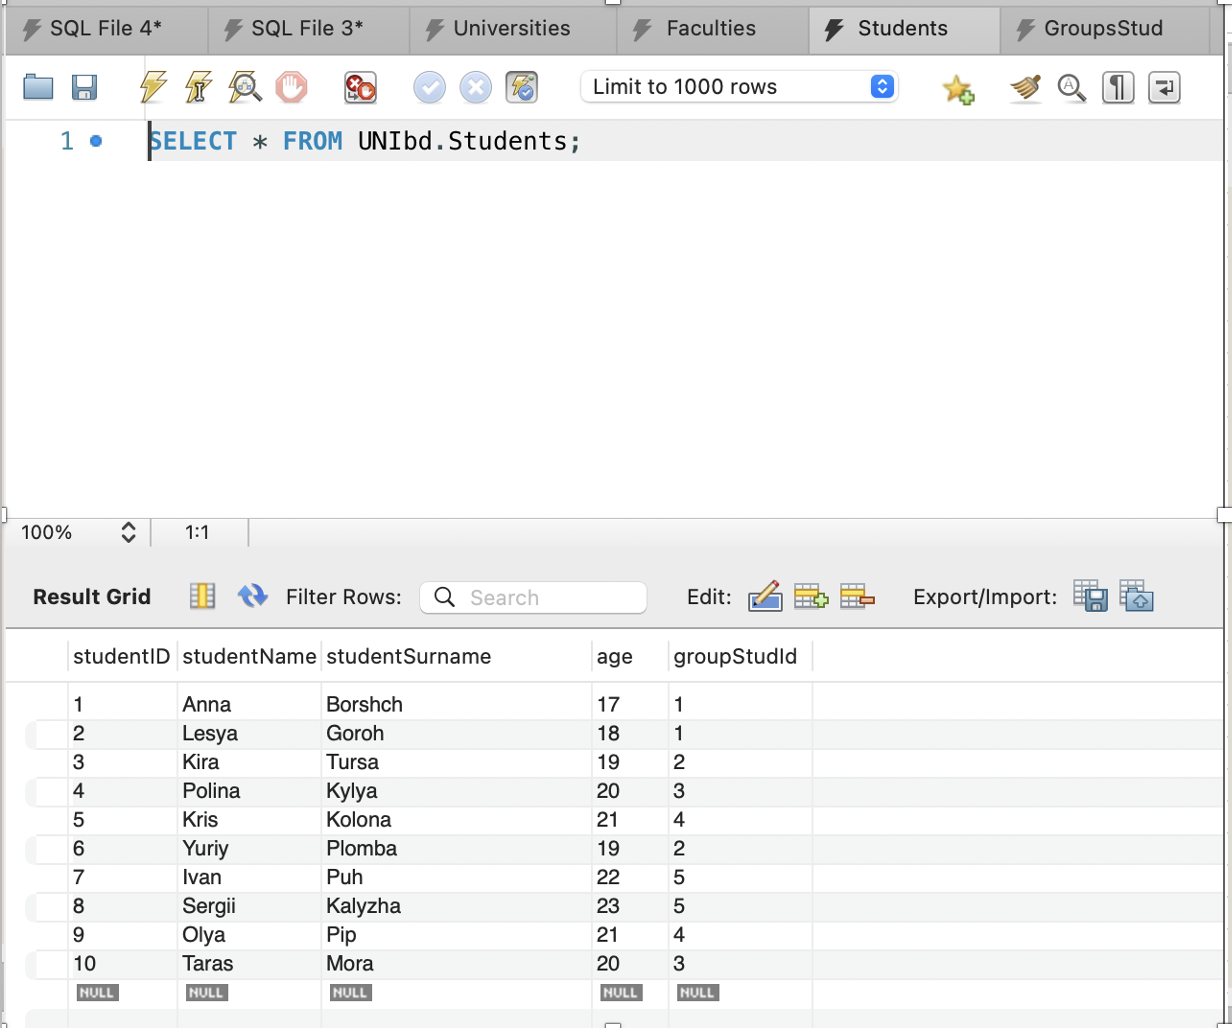 SQL File 4* SQL File 3* Universities Faculties Students GroupsStud
Limit to 1000 rows
1 SELECT * FROM UNIbd.Students;
100% 1:1
Result Grid Filter Rows: Search Edit: Export/Import:
studentID studentName studentSurname age groupStudId
1 Anna Borshch 17 1
2 Lesya Goroh 18 1
3 Kira Tursa 19 2
4 Polina Kylya 20 3
5 Kris Kolona 21 4
6 Yuriy Plomba 19 2
7 Ivan Puh 22 5
8 Sergii Kalyzha 23 5
9 Olya Pip 21 4
10 Taras Mora 20 3
NULL NULL NULL NULL NULL